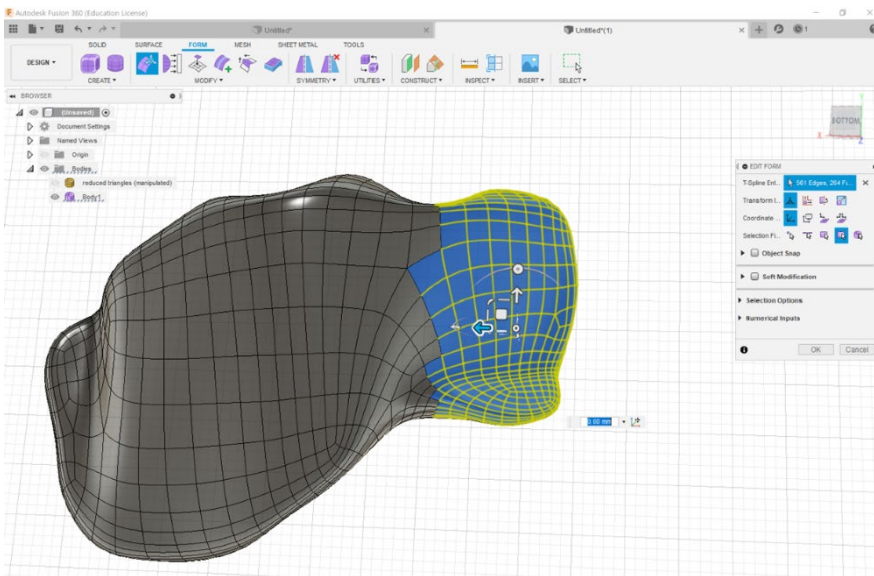 Autodesk Fusion 360 (Education License)
Untitled*
Untitled*(1)
1
SOLID SURFACE FORM MESH SHEET METAL TOOLS
DESIGN
CREATE MODIFY SYMMETRY UTILITIES CONSTRUCT INSPECT INSERT SELECT
BROWSER
(Unsaved)
Document Settings
Named Views
Origin
Bodies
reduced triangles (manipulated)
Body1
BOTTOM
X
Z
EDIT FORM
T-Spline Ent...
Transform
Coordinate ...
Selection Fi...
Object Snap
Soft Modification
Selection Options
Numerical Inputs
OK Cancel
0.00 mm